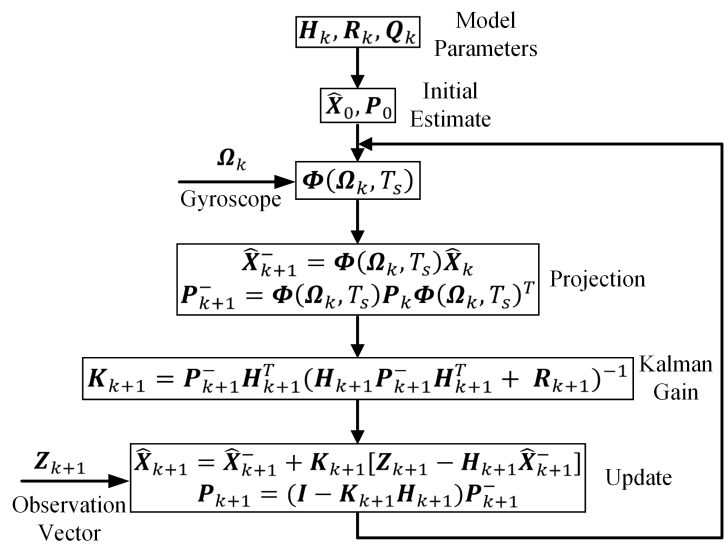 H_k, R_k, Q_k
Model
Parameters
X̂_0, P_0
Initial
Estimate
Ω_k
Gyroscope
Φ(Ω_k, T_s)
X̂⁻_{k+1} = Φ(Ω_k, T_s)X̂_k
P⁻_{k+1} = Φ(Ω_k, T_s)P_kΦ(Ω_k, T_s)^T
Projection
K_{k+1} = P⁻_{k+1}H^T_{k+1}(H_{k+1}P⁻_{k+1}H^T_{k+1} + R_{k+1})^{-1}
Kalman
Gain
Z_{k+1}
Observation
Vector
X̂_{k+1} = X̂⁻_{k+1} + K_{k+1}[Z_{k+1} − H_{k+1}X̂⁻_{k+1}]
P_{k+1} = (I − K_{k+1}H_{k+1})P⁻_{k+1}
Update